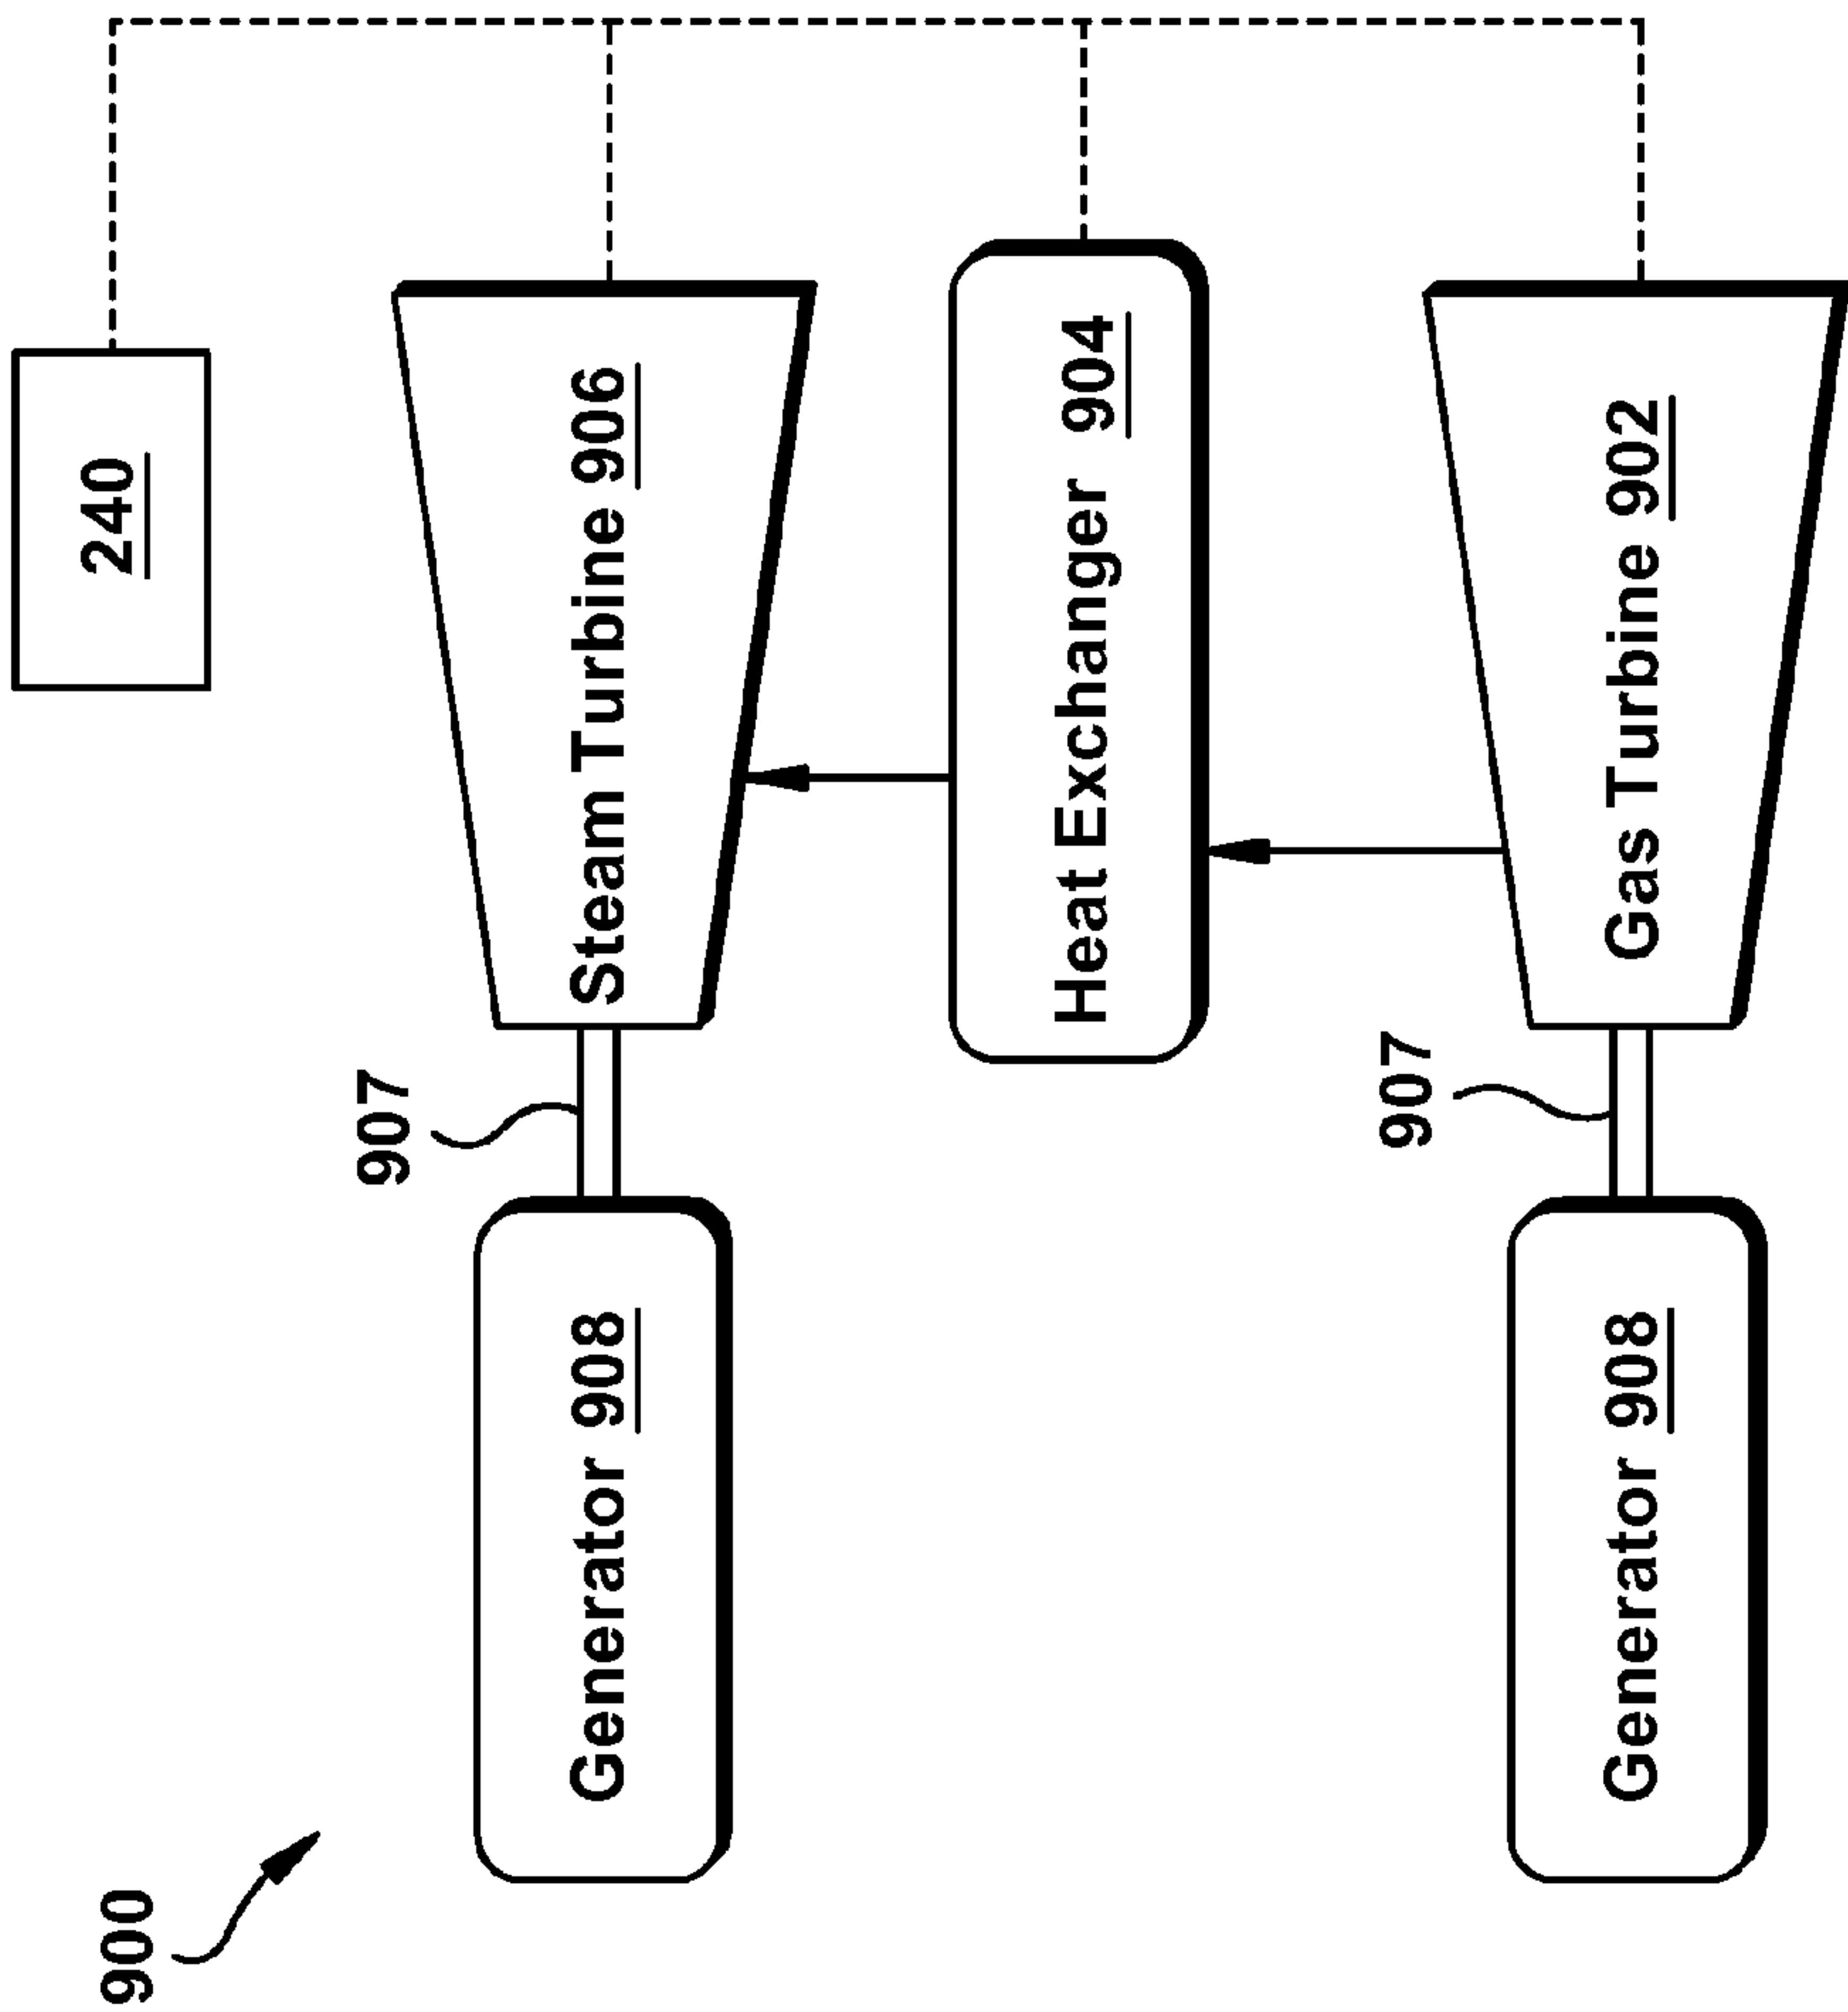 900
240
907
Generator 908
Steam Turbine 906
Heat Exchanger 904
907
Generator 908
Gas Turbine 902